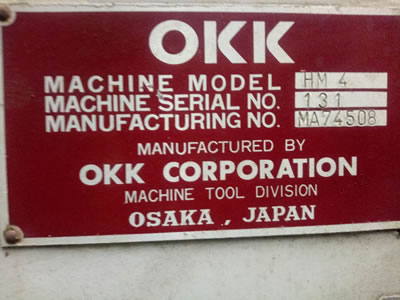 OKK
MACHINE MODEL HM 4
MACHINE SERIAL NO. 131
MANUFACTURING NO. MA74508
MANUFACTURED BY
OKK CORPORATION
MACHINE TOOL DIVISION
OSAKA , JAPAN